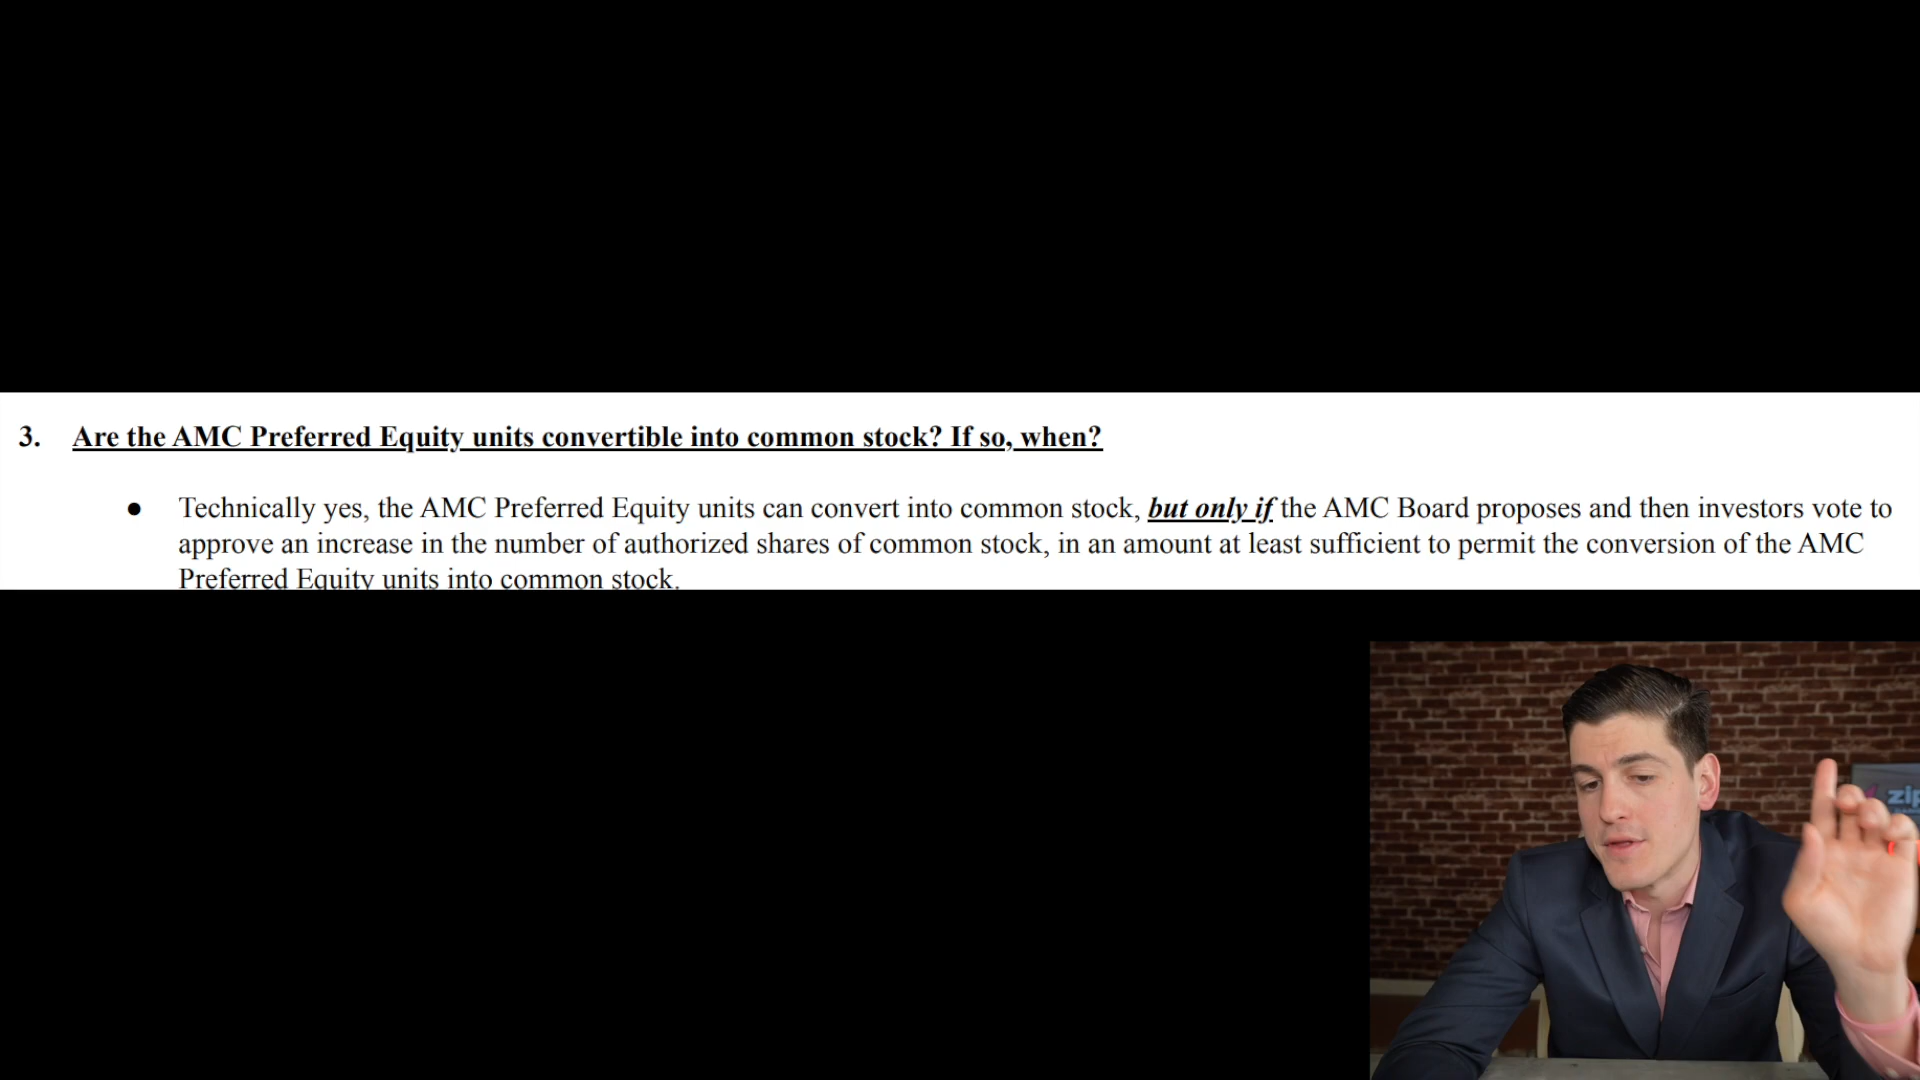 3. Are the AMC Preferred Equity units convertible into common stock? If so, when?
● Technically yes, the AMC Preferred Equity units can convert into common stock, but only if the AMC Board proposes and then investors vote to
approve an increase in the number of authorized shares of common stock, in an amount at least sufficient to permit the conversion of the AMC
Preferred Equity units into common stock.
zip